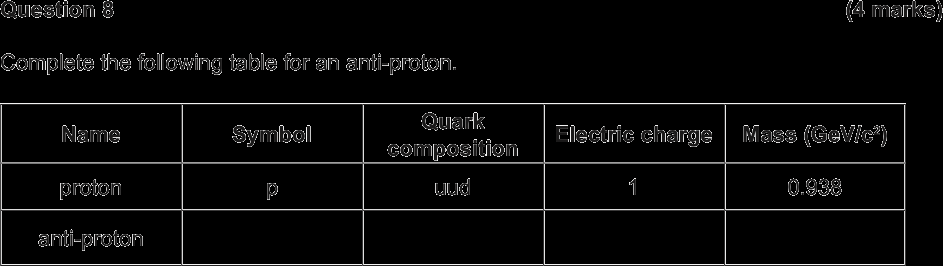 Question 8 (4 marks)
Complete the following table for an anti-proton.
Name Symbol Quark composition Electric charge Mass (GeV/c²)
proton p uud 1 0.938
anti-proton